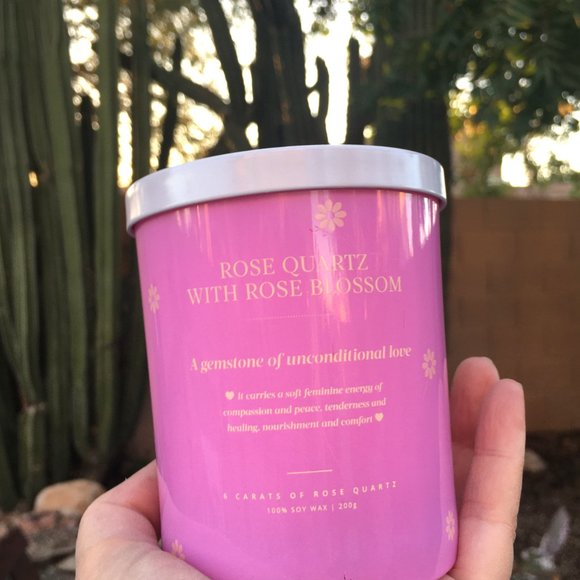 ROSE QUARTZ
WITH ROSE BLOSSOM
A gemstone of unconditional love
🤍 It carries a soft feminine energy of
compassion and peace, tenderness and
healing, nourishment and comfort 🤍
6 CARATS OF ROSE QUARTZ
100% SOY WAX | 200g